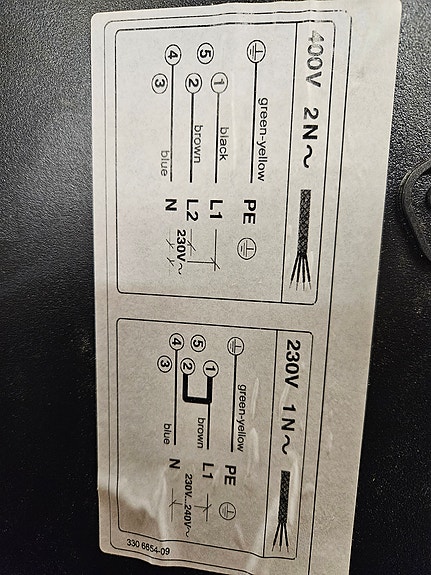 400V 2N~
⏚ green-yellow PE ⏚
① black L1
⑤ ② brown L2
230V~
④ blue N
③
230V 1N~
⏚ green-yellow PE ⏚
① brown L1
⑤ ② 230V...240V~
④ blue N
③
330 6654-09